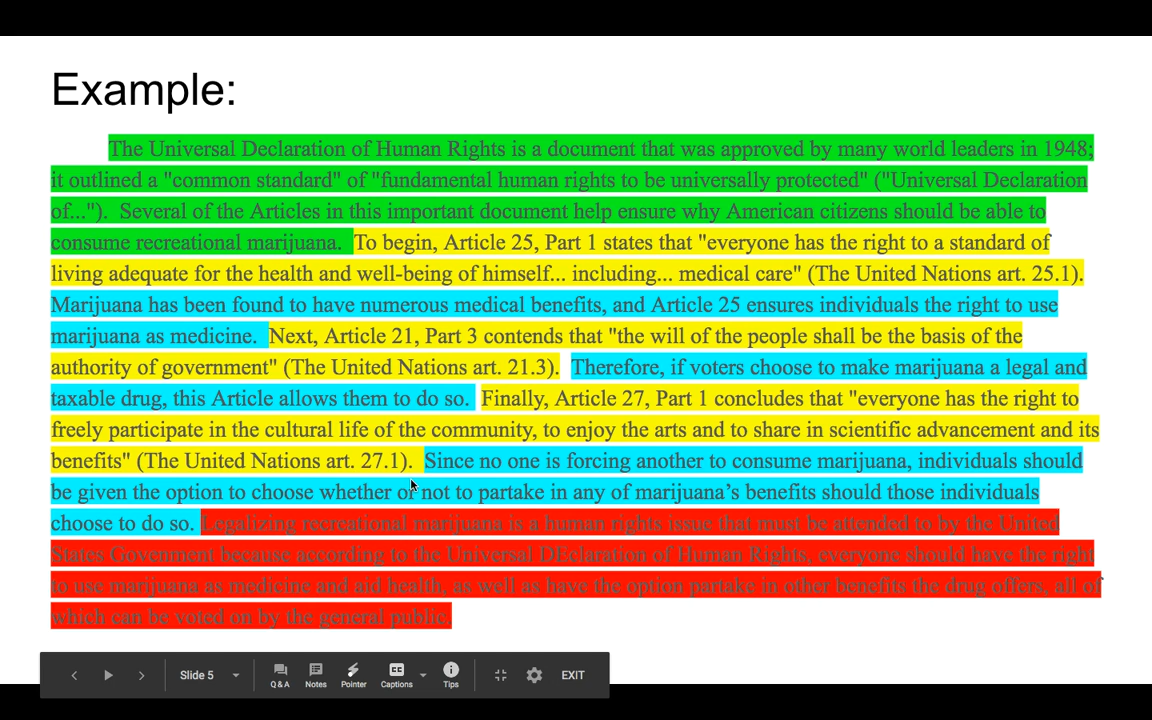 Example:
The Universal Declaration of Human Rights is a document that was approved by many world leaders in 1948;
it outlined a "common standard" of "fundamental human rights to be universally protected" ("Universal Declaration
of..."). Several of the Articles in this important document help ensure why American citizens should be able to
consume recreational marijuana. To begin, Article 25, Part 1 states that "everyone has the right to a standard of
living adequate for the health and well-being of himself... including... medical care" (The United Nations art. 25.1).
Marijuana has been found to have numerous medical benefits, and Article 25 ensures individuals the right to use
marijuana as medicine. Next, Article 21, Part 3 contends that "the will of the people shall be the basis of the
authority of government" (The United Nations art. 21.3). Therefore, if voters choose to make marijuana a legal and
taxable drug, this Article allows them to do so. Finally, Article 27, Part 1 concludes that "everyone has the right to
freely participate in the cultural life of the community, to enjoy the arts and to share in scientific advancement and its
benefits" (The United Nations art. 27.1). Since no one is forcing another to consume marijuana, individuals should
be given the option to choose whether or not to partake in any of marijuana’s benefits should those individuals
choose to do so. Legalizing recreational marijuana is a human rights issue that must be attended to by the United
States Govenment because according to the Universal DEclaration of Human Rights, everyone should have the right
to use marijuana as medicine and aid health, as well as have the option partake in other benefits the drug offers, all of
which can be voted on by the general public.
Slide 5 Q&A Notes Pointer CC Captions Tips EXIT